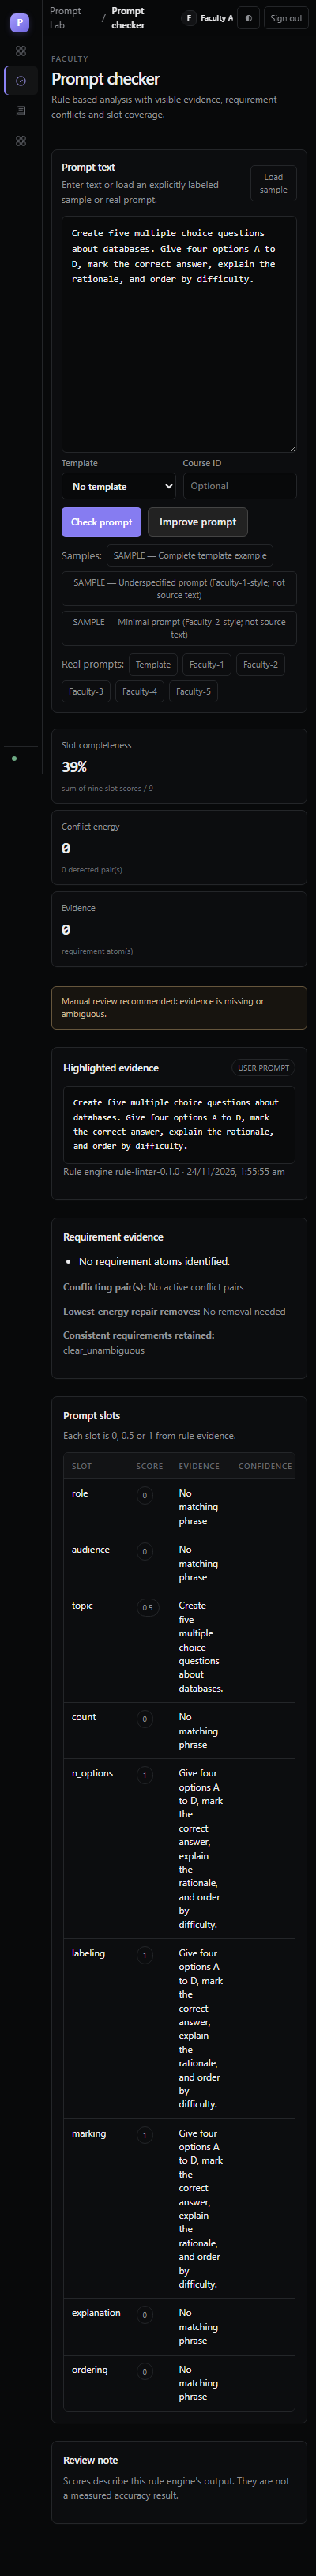 P
Prompt Lab
/
Prompt checker
F
Faculty A
Sign out
FACULTY
Prompt checker
Rule based analysis with visible evidence, requirement
conflicts and slot coverage.
Prompt text
Enter text or load an explicitly labeled
sample or real prompt.
Load
sample
Create five multiple choice questions
about databases. Give four options A to
D, mark the correct answer, explain the
rationale, and order by difficulty.
Template
Course ID
No template
Optional
Check prompt
Improve prompt
Samples:
SAMPLE — Complete template example
SAMPLE — Underspecified prompt (Faculty-1-style; not
source text)
SAMPLE — Minimal prompt (Faculty-2-style; not source
text)
Real prompts:
Template
Faculty-1
Faculty-2
Faculty-3
Faculty-4
Faculty-5
Slot completeness
39%
sum of nine slot scores / 9
Conflict energy
0
0 detected pair(s)
Evidence
0
requirement atom(s)
Manual review recommended: evidence is missing or
ambiguous.
Highlighted evidence
USER PROMPT
Create five multiple choice questions about
databases. Give four options A to D, mark
the correct answer, explain the rationale,
and order by difficulty.
Rule engine rule-linter-0.1.0 · 24/11/2026, 1:55:55 am
Requirement evidence
• No requirement atoms identified.
Conflicting pair(s): No active conflict pairs
Lowest-energy repair removes: No removal needed
Consistent requirements retained:
clear_unambiguous
Prompt slots
Each slot is 0, 0.5 or 1 from rule evidence.
SLOT SCORE EVIDENCE CONFIDENCE
role 0 No
matching
phrase
audience 0 No
matching
phrase
topic 0.5 Create
five
multiple
choice
questions
about
databases.
count 0 No
matching
phrase
n_options 1 Give four
options A
to D, mark
the
correct
answer,
explain
the
rationale,
and order
by
difficulty.
labeling 1 Give four
options A
to D, mark
the
correct
answer,
explain
the
rationale,
and order
by
difficulty.
marking 1 Give four
options A
to D, mark
the
correct
answer,
explain
the
rationale,
and order
by
difficulty.
explanation 0 No
matching
phrase
ordering 0 No
matching
phrase
Review note
Scores describe this rule engine's output. They are not
a measured accuracy result.